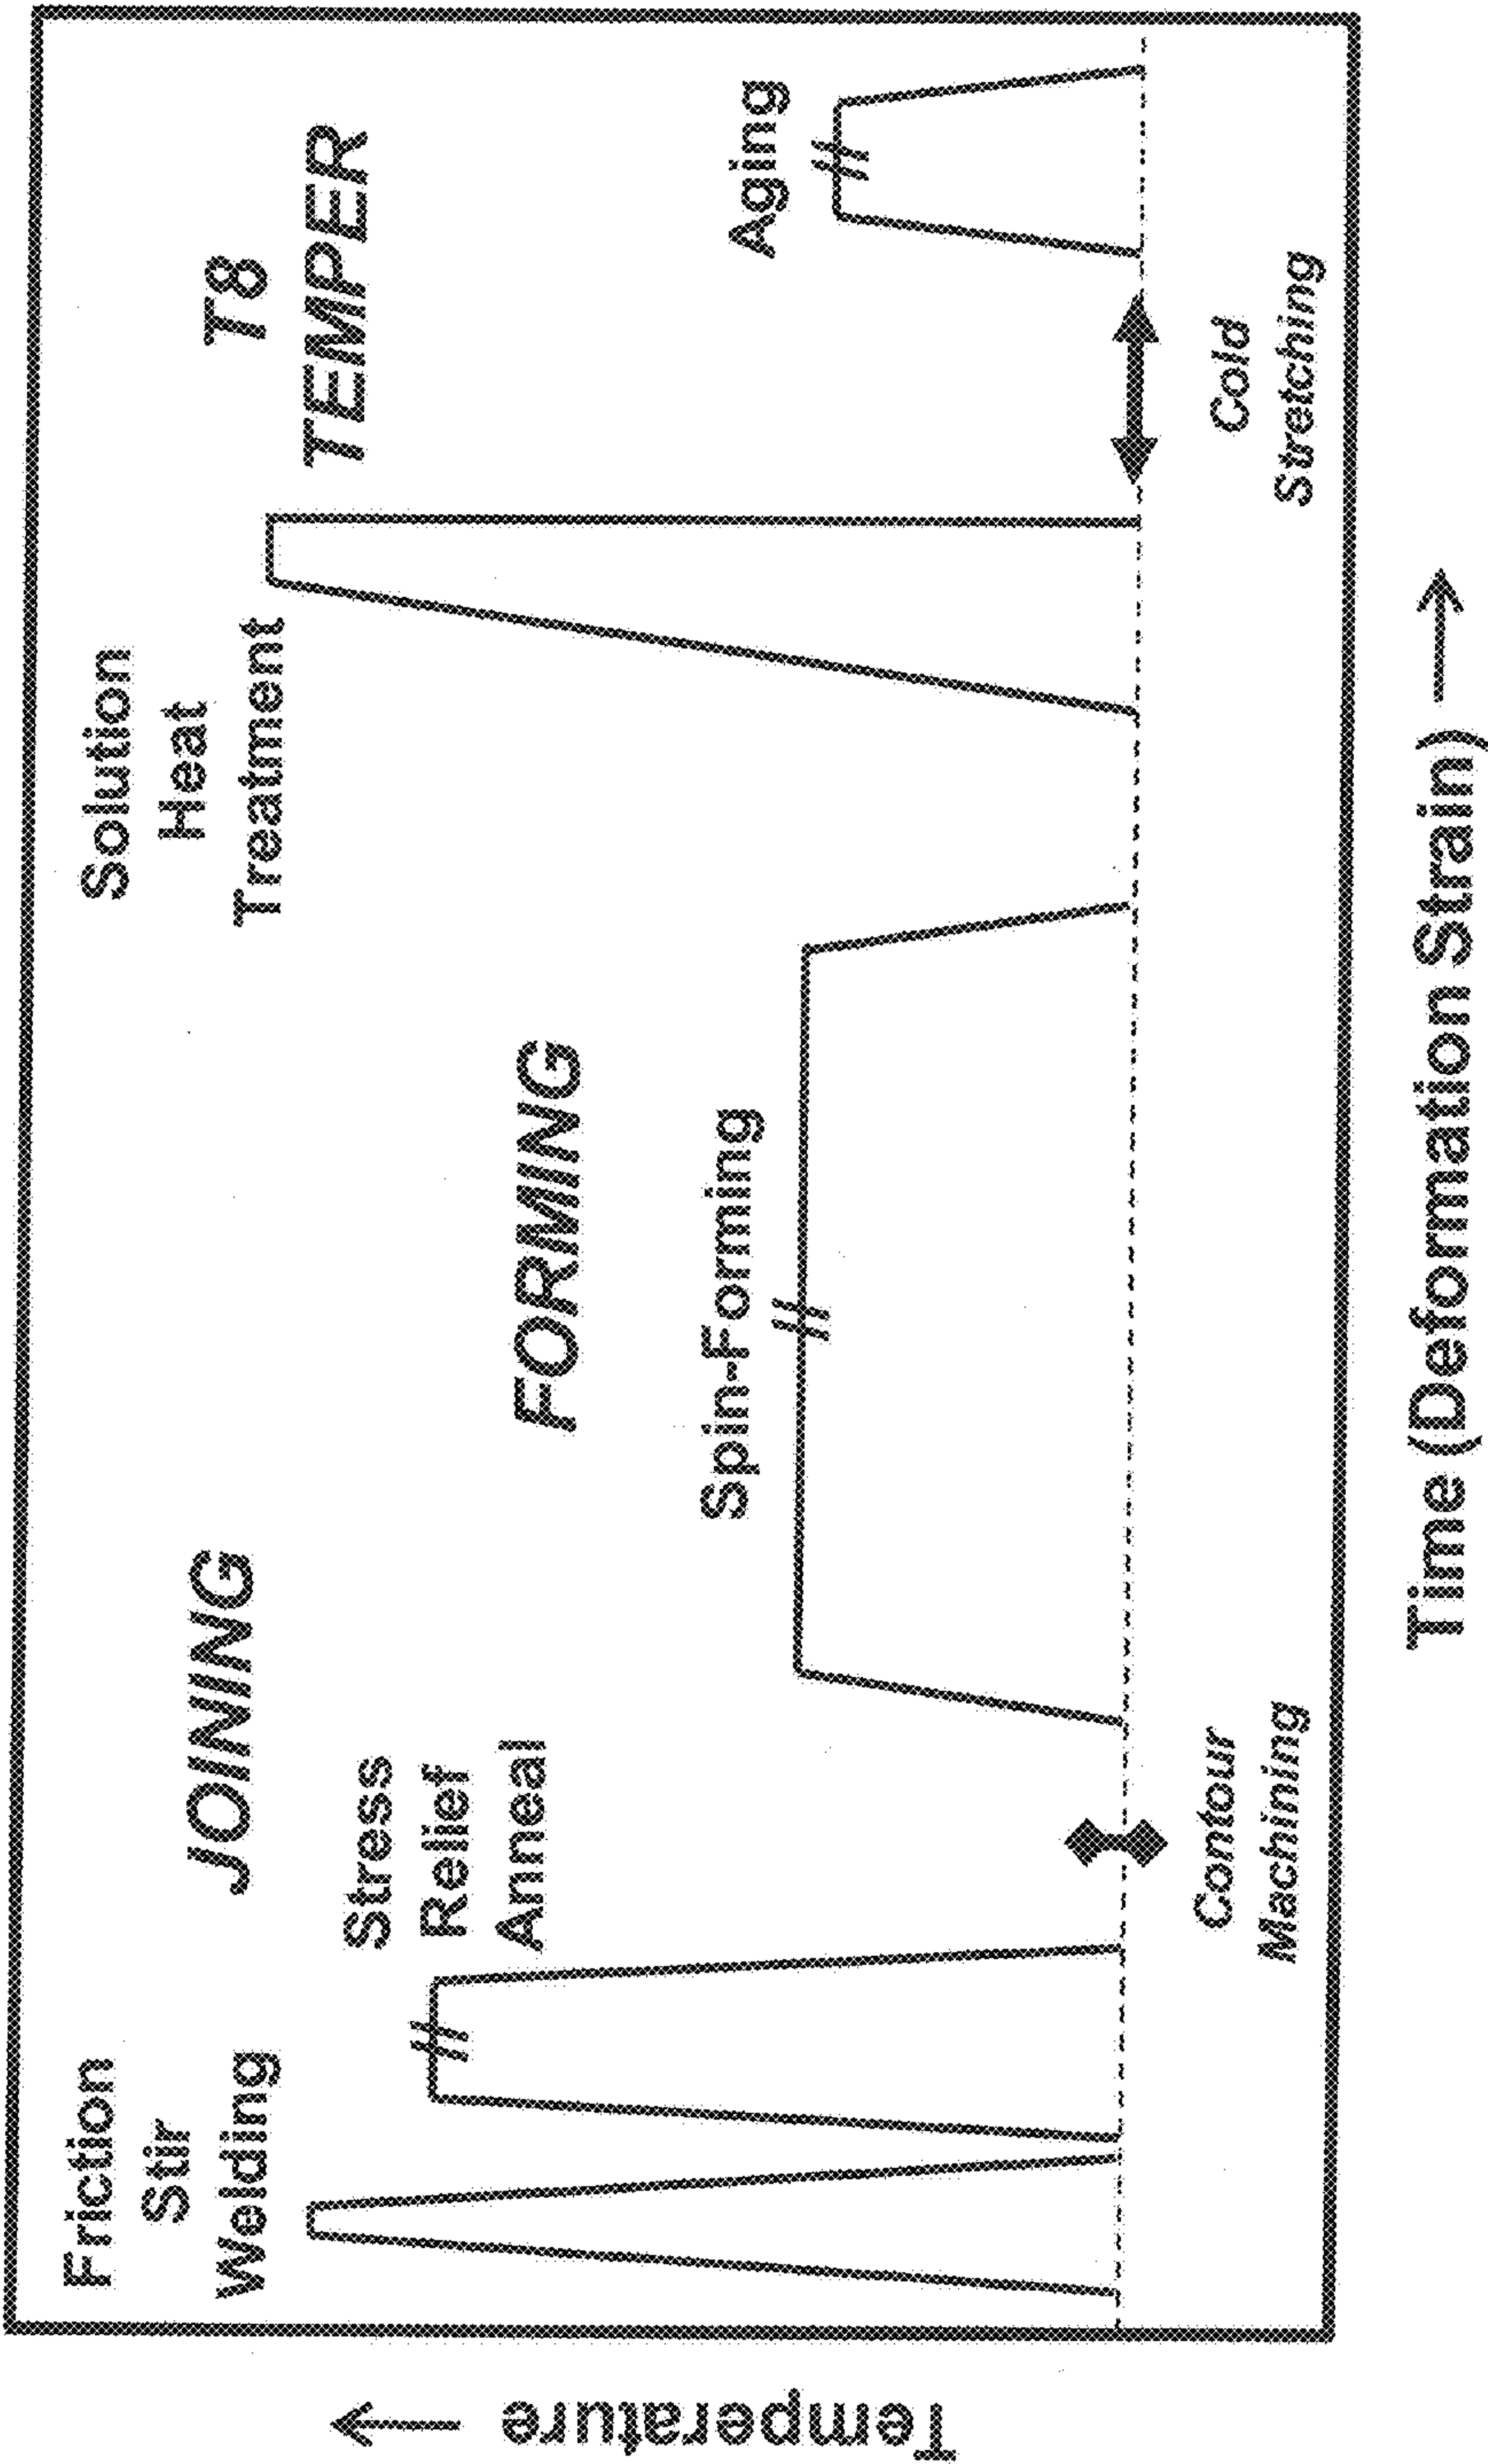 Friction
Stir
Welding
JOINING
Stress
Relief
Anneal
Contour
Machining
FORMING
Spin-Forming
Solution
Heat
Treatment
T8
TEMPER
Cold
Stretching
Aging
Temperature
Time (Deformation Strain)